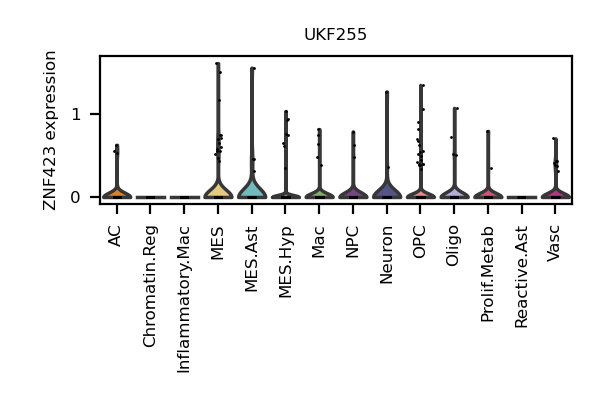 UKF255
ZNF423 expression
1
0
AC
Chromatin.Reg
Inflammatory.Mac
MES
MES.Ast
MES.Hyp
Mac
NPC
Neuron
OPC
Oligo
Prolif.Metab
Reactive.Ast
Vasc